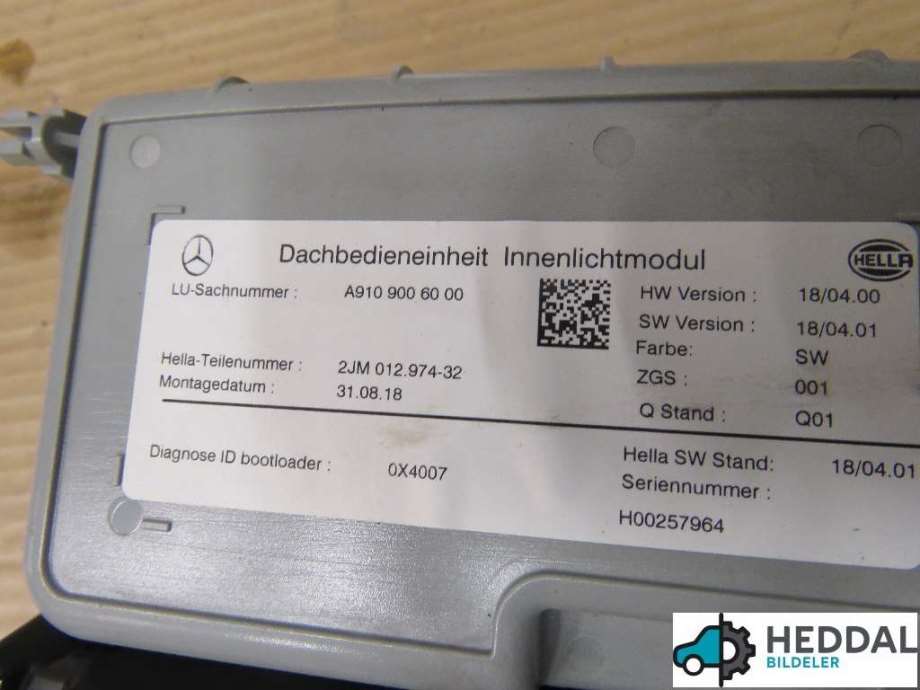 Dachbedieneinheit Innenlichtmodul
HELLA
LU-Sachnummer : A910 900 60 00
HW Version : 18/04.00
SW Version : 18/04.01
Farbe: SW
Hella-Teilenummer : 2JM 012.974-32
ZGS : 001
Montagedatum : 31.08.18
Q Stand : Q01
Diagnose ID bootloader : 0X4007
Hella SW Stand: 18/04.01
Seriennummer :
H00257964
HEDDAL
BILDELER